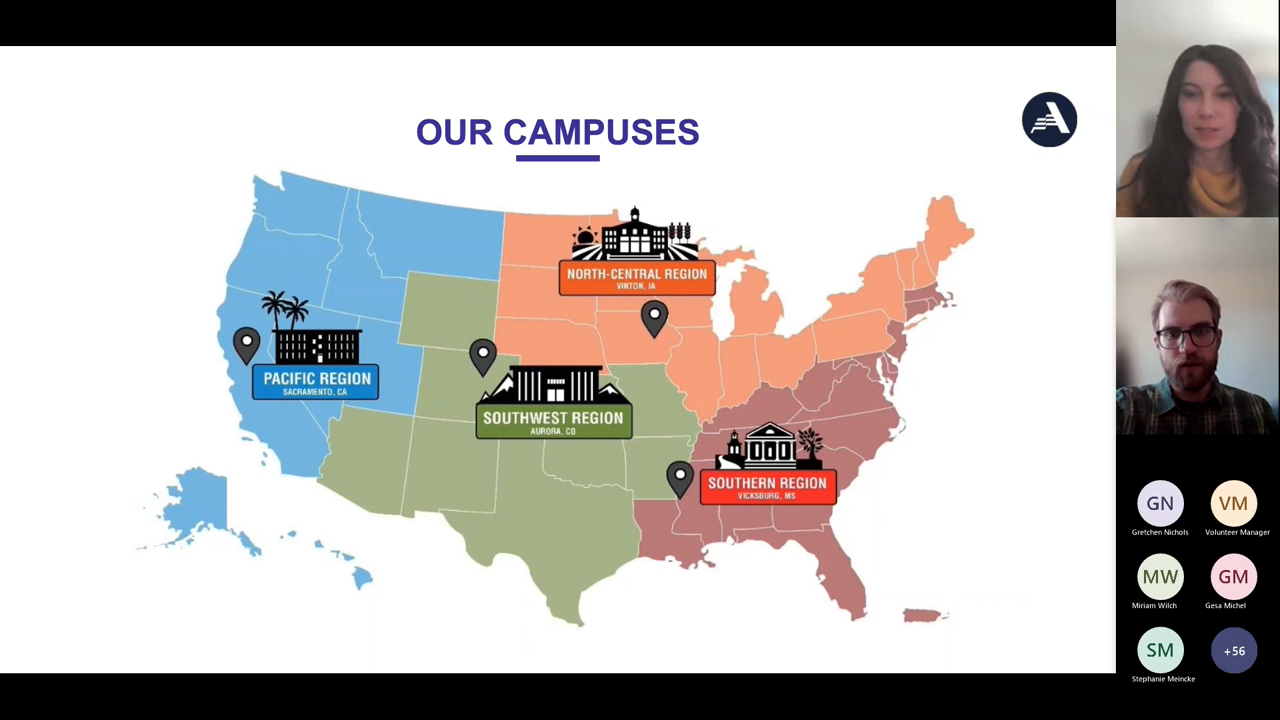 OUR CAMPUSES
NORTH-CENTRAL REGION
VINTON, IA
PACIFIC REGION
SACRAMENTO, CA
SOUTHWEST REGION
AURORA, CO
SOUTHERN REGION
VICKSBURG, MS
GN
Gretchen Nichols
VM
Volunteer Manager
MW
Miriam Wilch
GM
Gesa Michel
SM
Stephanie Meincke
+56